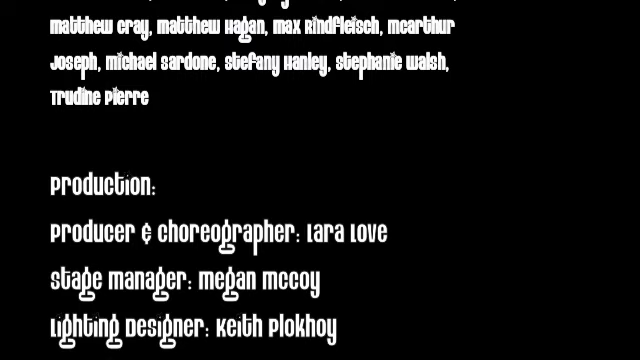 matthew cray, matthew Hagan, max Rindfleisch, mcarthur
Joseph, michael sardone, stefany Hanley, stephanie walsh,
Trudine Pierre
Production:
Producer & choreographer: Lara Love
Stage manager: Megan McCoy
Lighting Designer: Keith Plokhoy